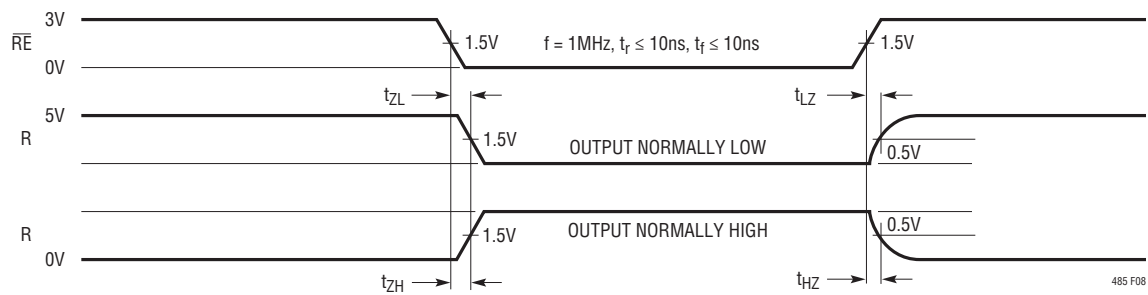 3V
RE
0V
1.5V
f = 1MHz, tr ≤ 10ns, tf ≤ 10ns
1.5V
tZL
tLZ
5V
R
1.5V
OUTPUT NORMALLY LOW
0.5V
R
0V
1.5V
OUTPUT NORMALLY HIGH
0.5V
tZH
tHZ
485 F08